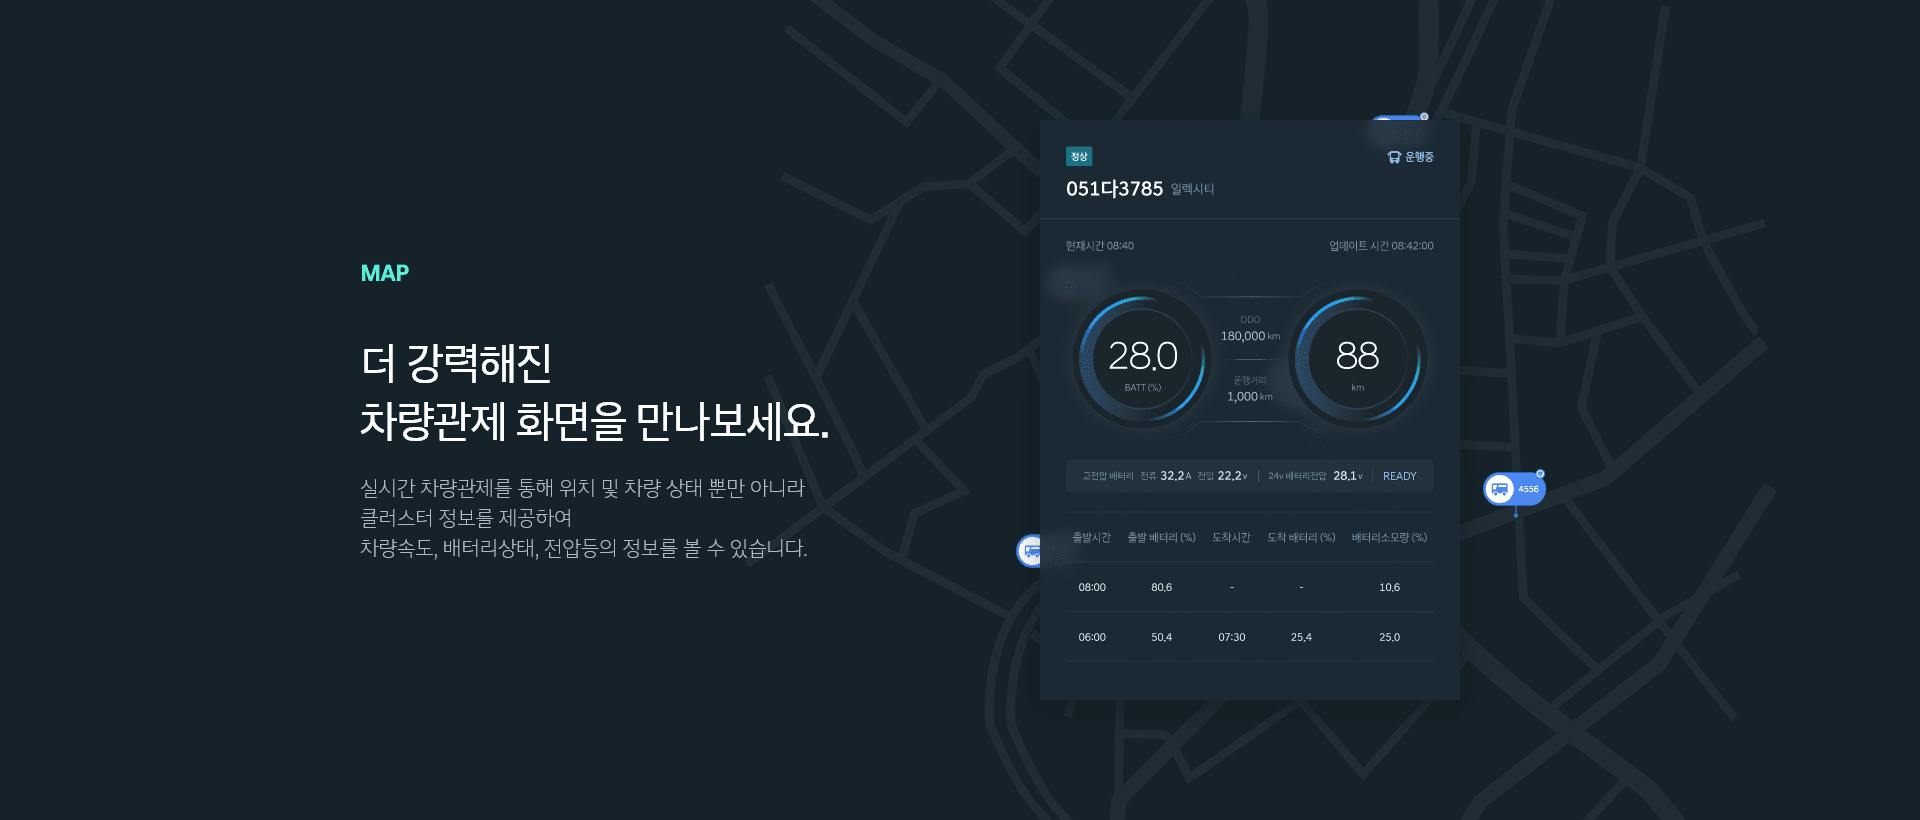 MAP
더 강력해진
차량관제 화면을 만나보세요.
실시간 차량관제를 통해 위치 및 차량 상태 뿐만 아니라
클러스터 정보를 제공하여
차량속도, 배터리상태, 전압등의 정보를 볼 수 있습니다.
정상
운행중
051다3785 일렉시티
현재시간 08:40
업데이트 시간 08:42:00
28.0
BATT (%)
ODO
180,000 km
운행거리
1,000 km
88
km
고전압 배터리 전류 32.2 A 전압 22.2 v | 24v 배터리전압 28.1 v | READY
출발시간 출발 배터리 (%) 도착시간 도착 배터리 (%) 배터리소모량 (%)
08:00 80.6 - - 10.6
06:00 50.4 07:30 25.4 25.0
4556